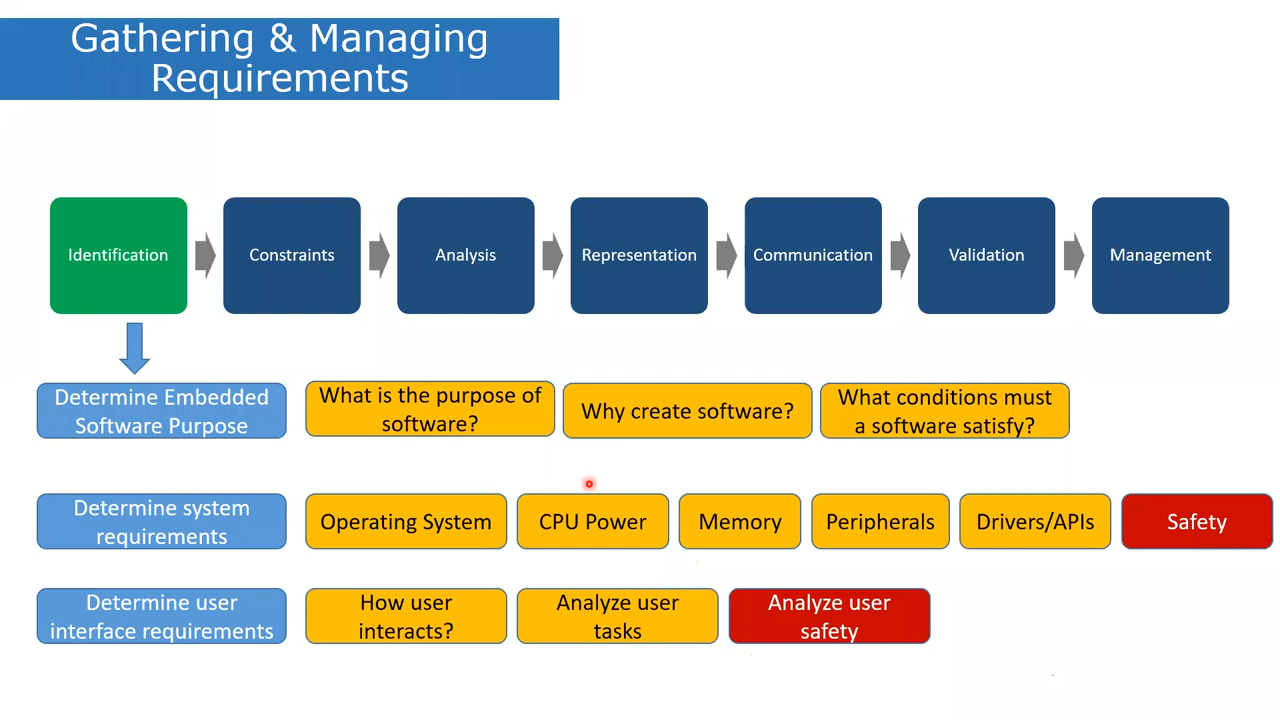 Gathering & Managing
Requirements
Identification
Constraints
Analysis
Representation
Communication
Validation
Management
Determine Embedded
Software Purpose
What is the purpose of
software?
Why create software?
What conditions must
a software satisfy?
Determine system
requirements
Operating System
CPU Power
Memory
Peripherals
Drivers/APIs
Safety
Determine user
interface requirements
How user
interacts?
Analyze user
tasks
Analyze user
safety